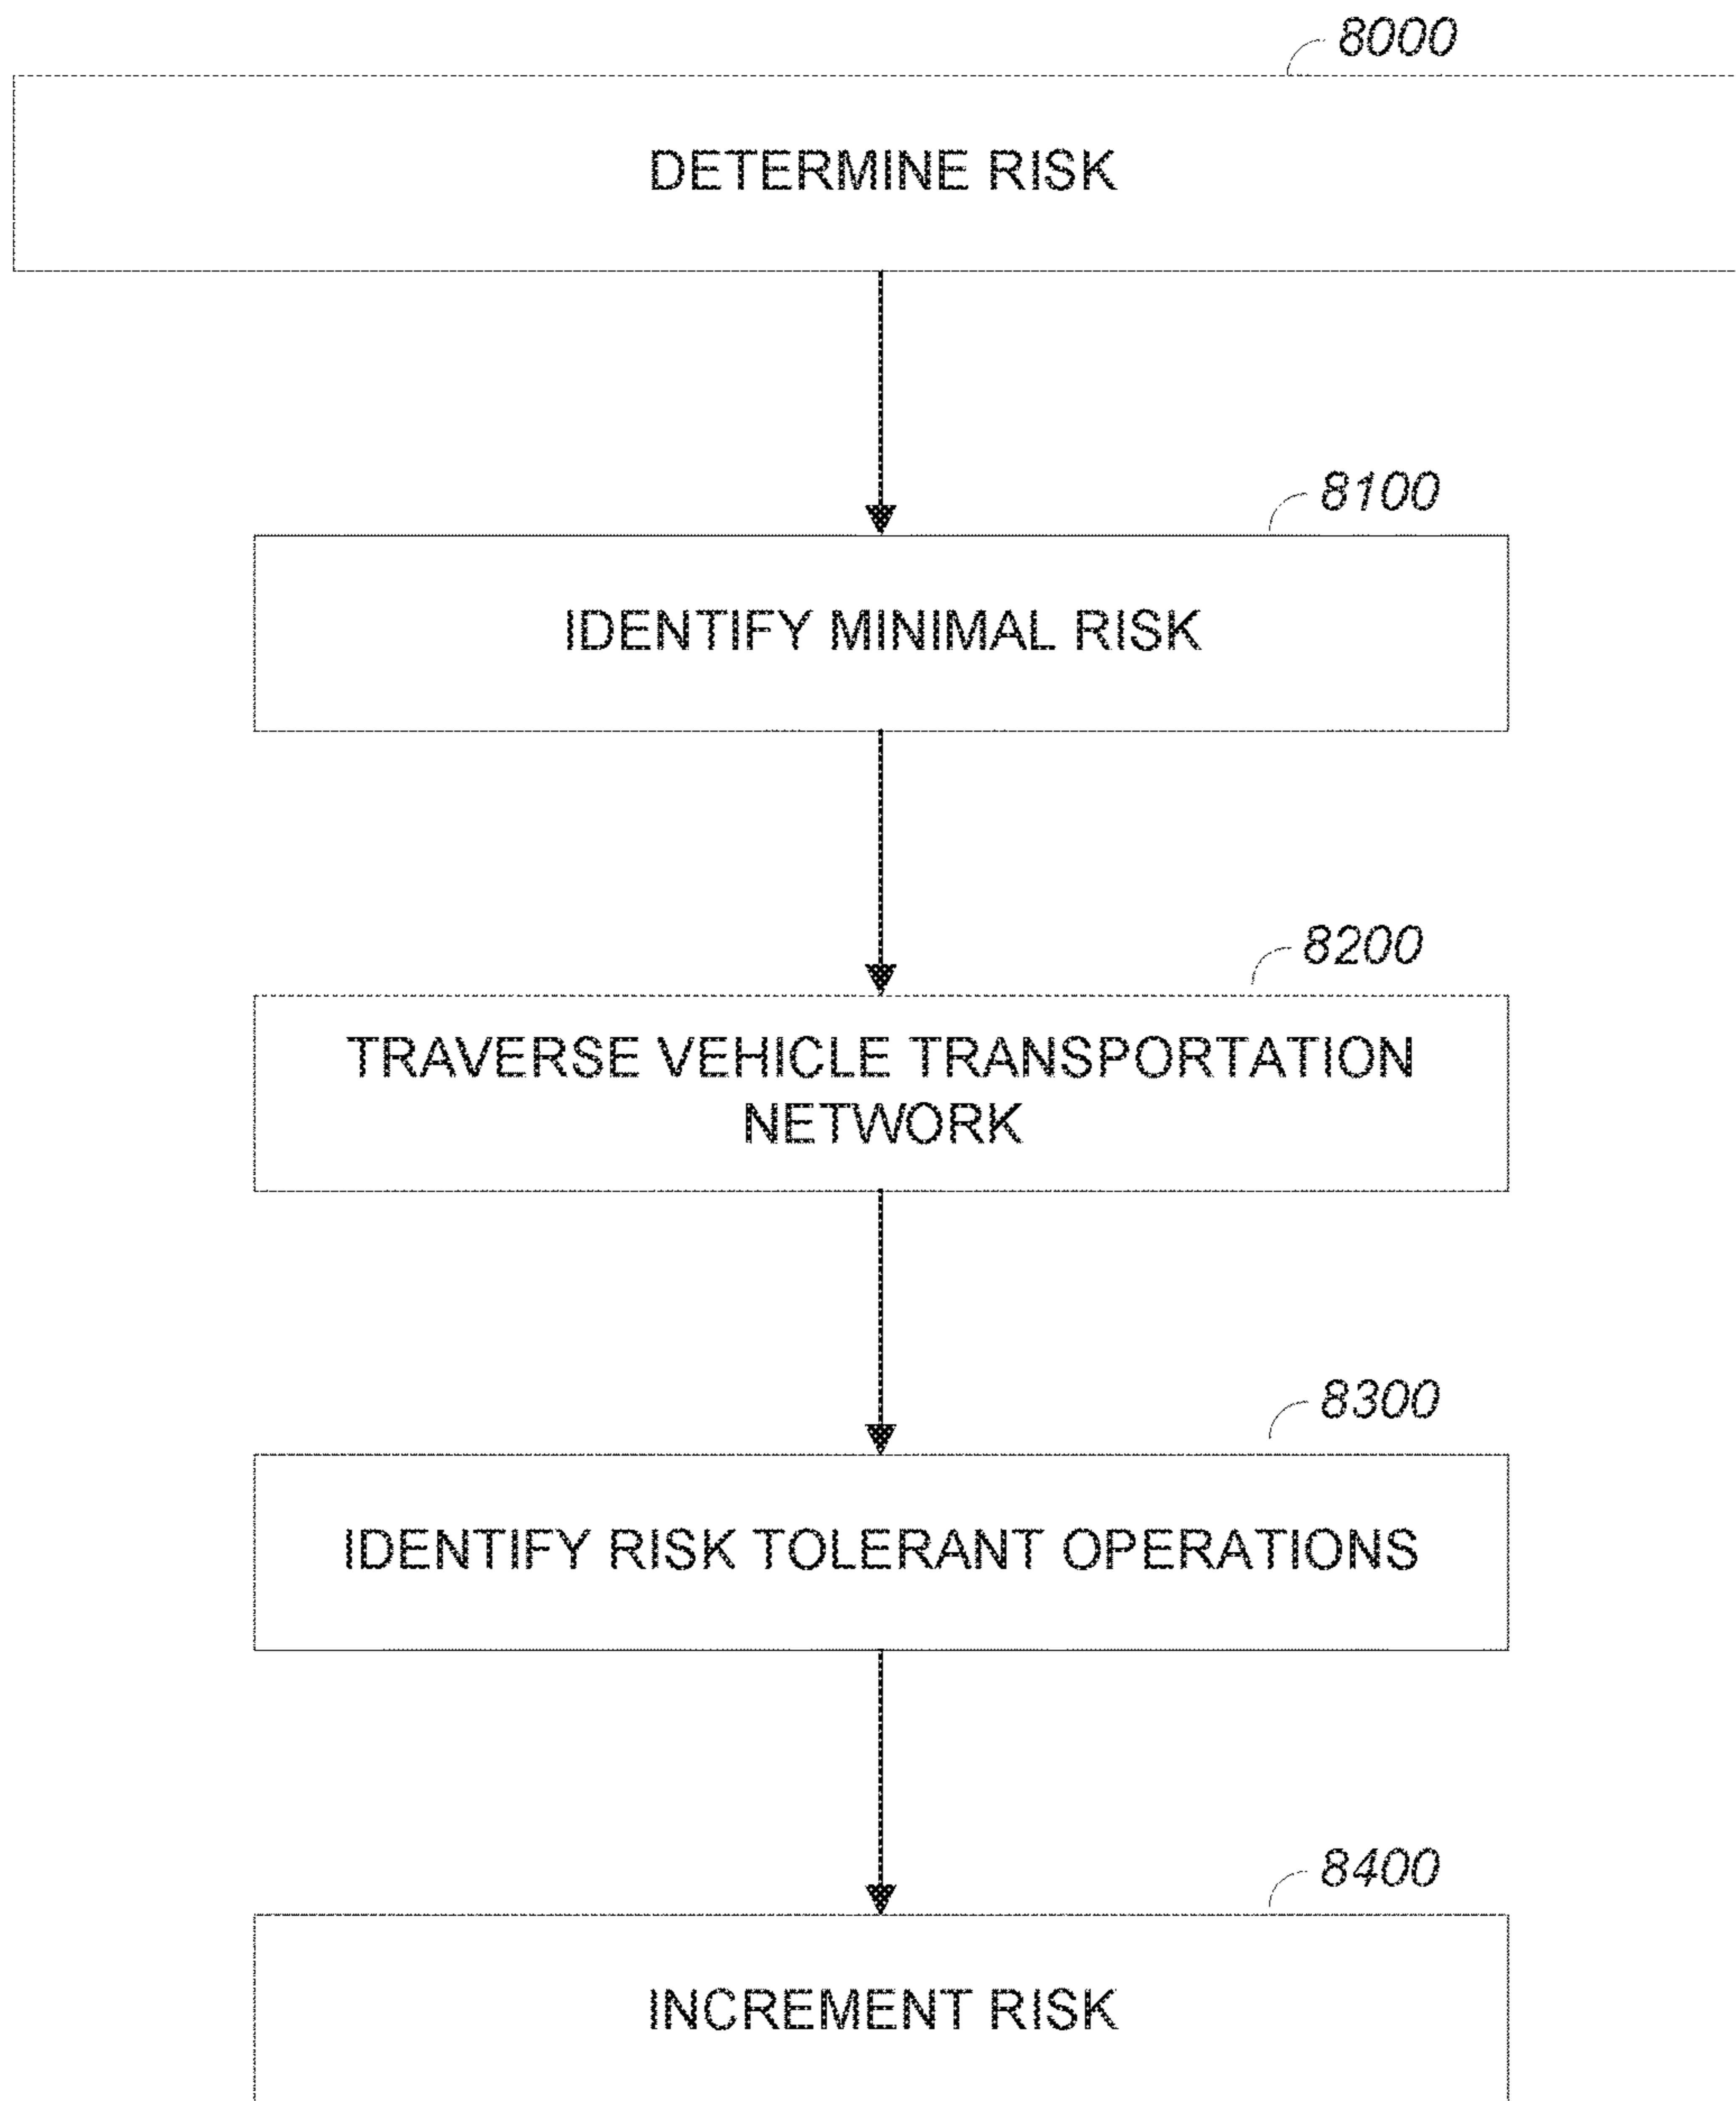 8000
DETERMINE RISK
8100
IDENTIFY MINIMAL RISK
8200
TRAVERSE VEHICLE TRANSPORTATION
NETWORK
8300
IDENTIFY RISK TOLERANT OPERATIONS
8400
INCREMENT RISK